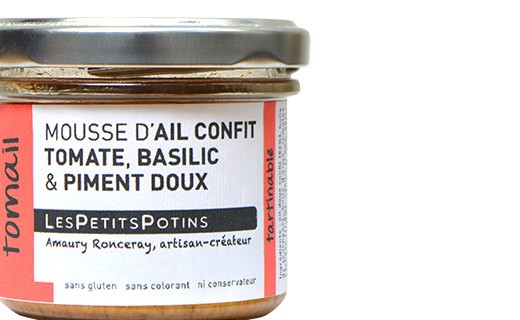 tomail
MOUSSE D'AIL CONFIT
TOMATE, BASILIC
& PIMENT DOUX
LESPETITSPOTINS
Amaury Ronceray, artisan-créateur
sans gluten sans colorant ni conservateur
tartinable